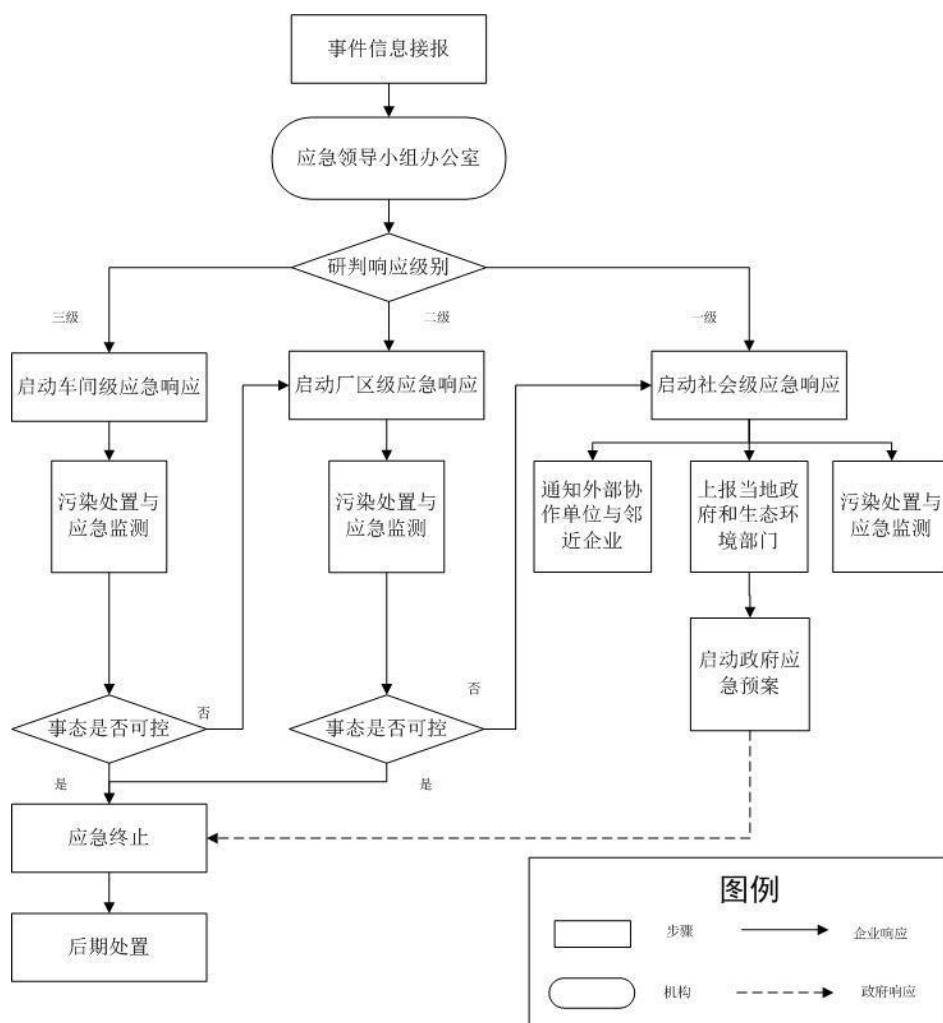 事件信息接报
应急领导小组办公室
研判响应级别
三级
二级
一级
启动车间级应急响应
启动厂区级应急响应
启动社会级应急响应
污染处置与
应急监测
污染处置与
应急监测
通知外部协
作单位与邻
近企业
上报当地政
府和生态环
境部门
污染处置与
应急监测
启动政府应
急预案
事态是否可控
否
事态是否可控
否
是
是
应急终止
后期处置
图例
步骤
企业响应
机构
政府响应